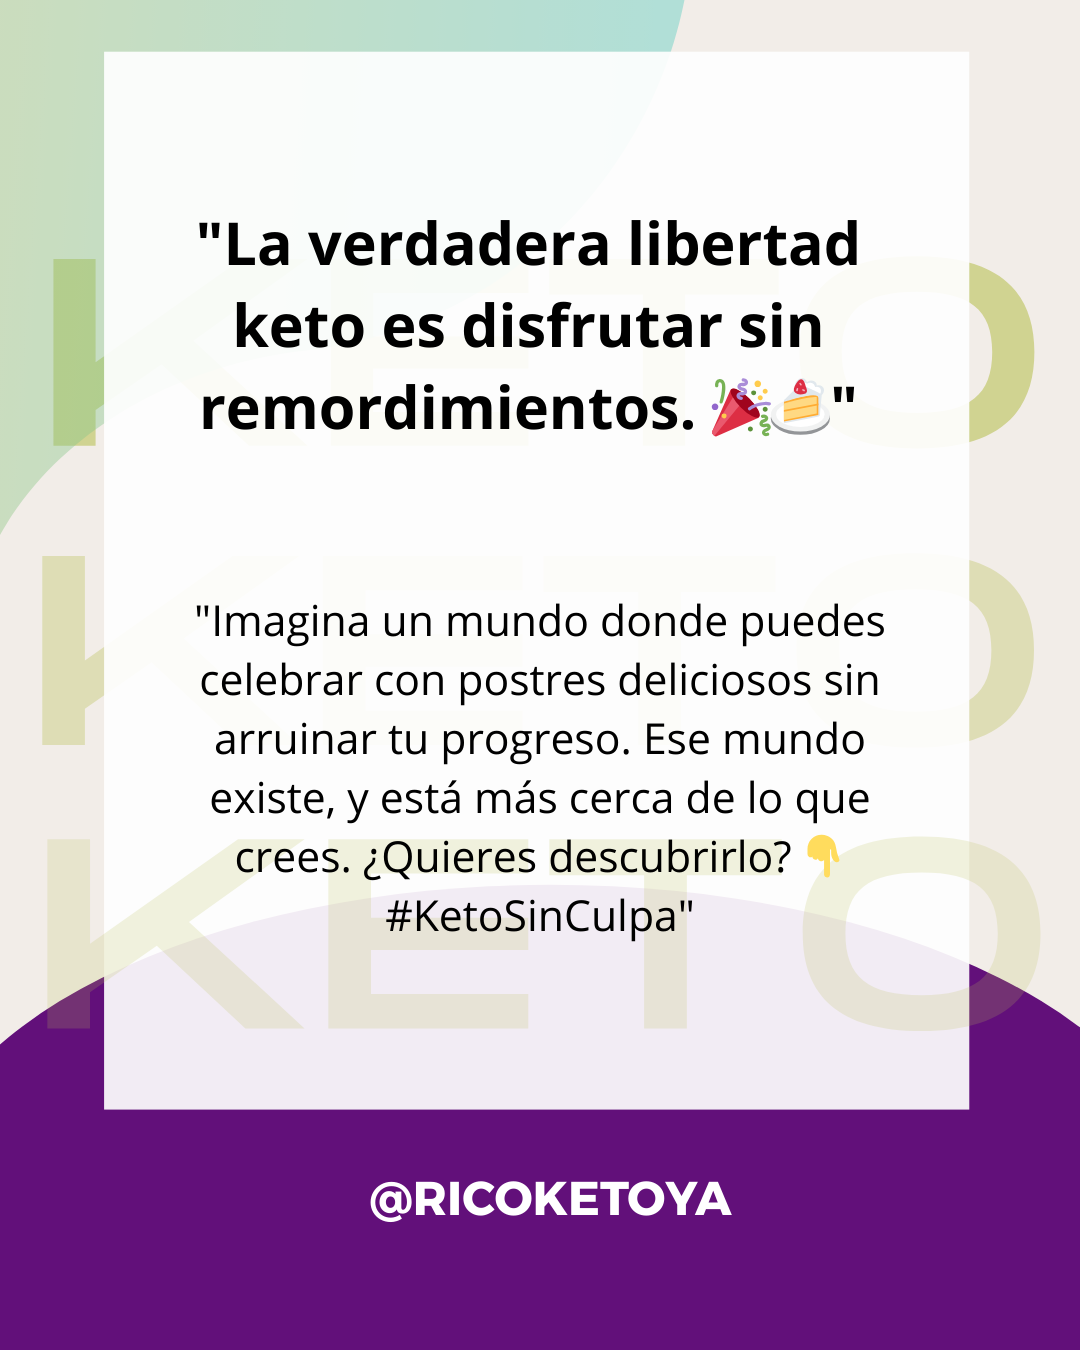 KETO
"La verdadera libertad
keto es disfrutar sin
remordimientos. 🎉🍰"
KETO
"Imagina un mundo donde puedes
celebrar con postres deliciosos sin
arruinar tu progreso. Ese mundo
existe, y está más cerca de lo que
crees. ¿Quieres descubrirlo? 👇
#KetoSinCulpa"
KETO
@RICOKETOYA